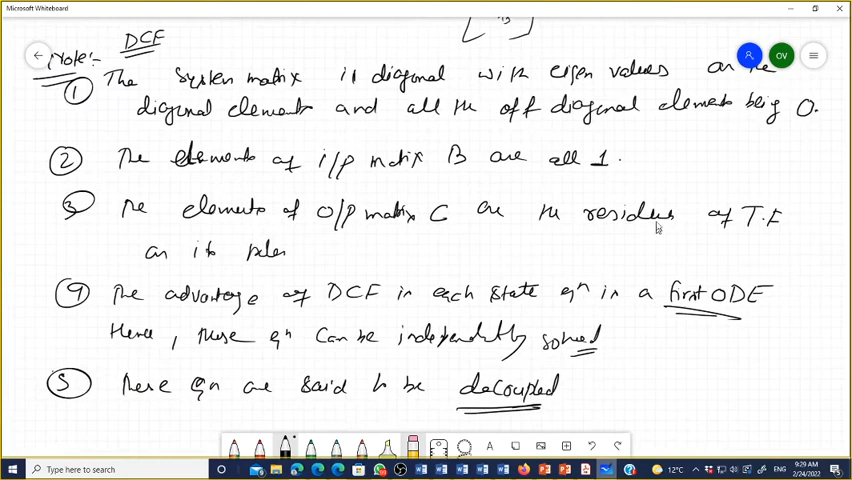 Microsoft Whiteboard
Note:- DCF
OV
① The System matrix is diagonal with eigen values on the
diagonal elements and all the off diagonal elements being 0.
② The elements of i/p matrix B are all 1.
③ The elements of O/P matrix C are the residues of T.F
an its poles
④ The advantage of DCF is each state eqn is a first ODE
Hence, these eqn can be independently solved
⑤ These eqn are said to be decoupled
Type here to search
12°C
9:29 AM
2/24/2022